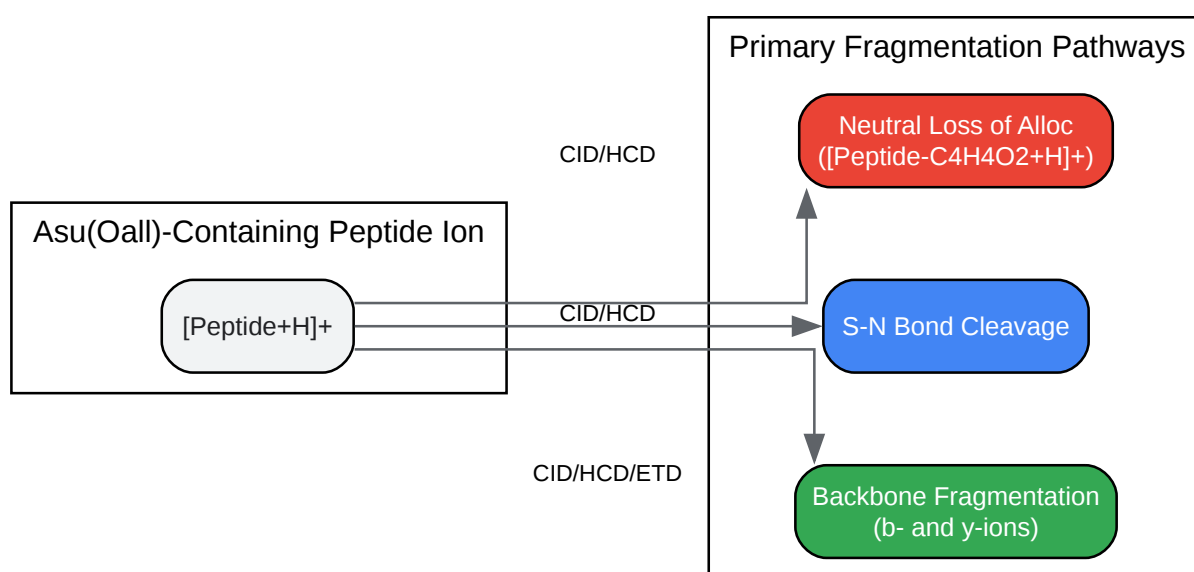 Primary Fragmentation Pathways
Neutral Loss of Alloc
([Peptide-C4H4O2+H]+)
CID/HCD
Asu(Oall)-Containing Peptide Ion
[Peptide+H]+
CID/HCD
S-N Bond Cleavage
CID/HCD/ETD
Backbone Fragmentation
(b- and y-ions)